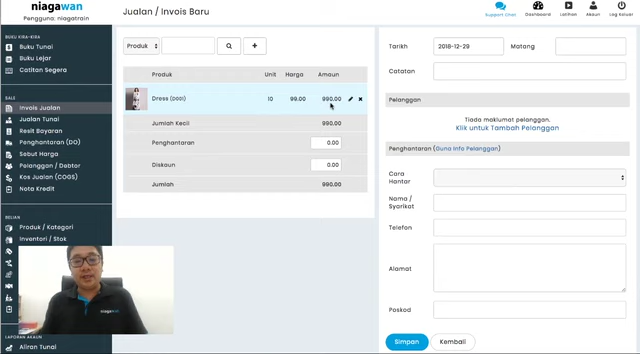 niagawan
Pengguna: niagatrain
BUKU KIRA-KIRA
Buku Tunai
Buku Lejar
Catitan Segera
SALE
Invois Jualan
Jualan Tunai
Resit Bayaran
Penghantaran (DO)
Sebut Harga
Pelanggan / Debtor
Kos Jualan (COGS)
Nota Kredit
BELIAN
Produk / Kategori
Inventori / Stok
LAPORAN AKAUN
Aliran Tunai
niagawan
Jualan / Invois Baru
Support Chat
Dashboard
Latihan
Akaun
Log Keluar
Produk
Produk Unit Harga Amaun
Dress (D001) 10 99.00 990.00
Jumlah Kecil 990.00
Penghantaran 0.00
Diskaun 0.00
Jumlah 990.00
Tarikh 2018-12-29 Matang
Catatan
Pelanggan
Tiada maklumat pelanggan.
Klik untuk Tambah Pelanggan
Penghantaran (Guna Info Pelanggan)
Cara
Hantar
Nama /
Syarikat
Telefon
Alamat
Poskod
Simpan
Kembali